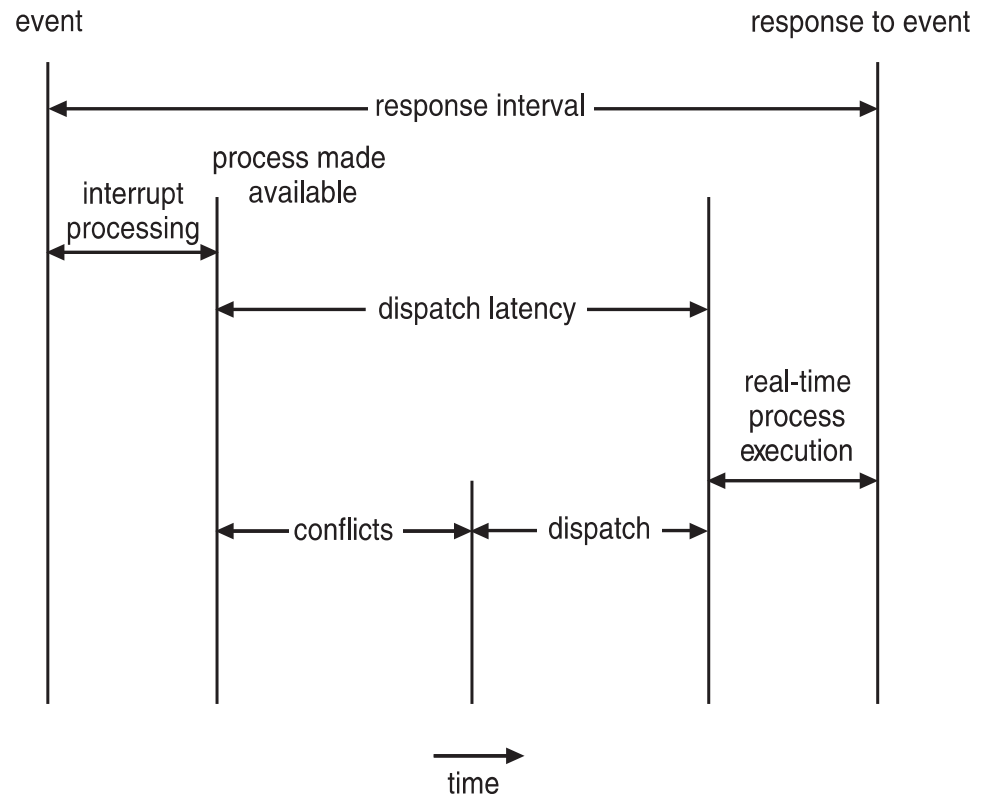 event
response to event
response interval
process made
available
interrupt
processing
dispatch latency
real-time
process
execution
conflicts
dispatch
time